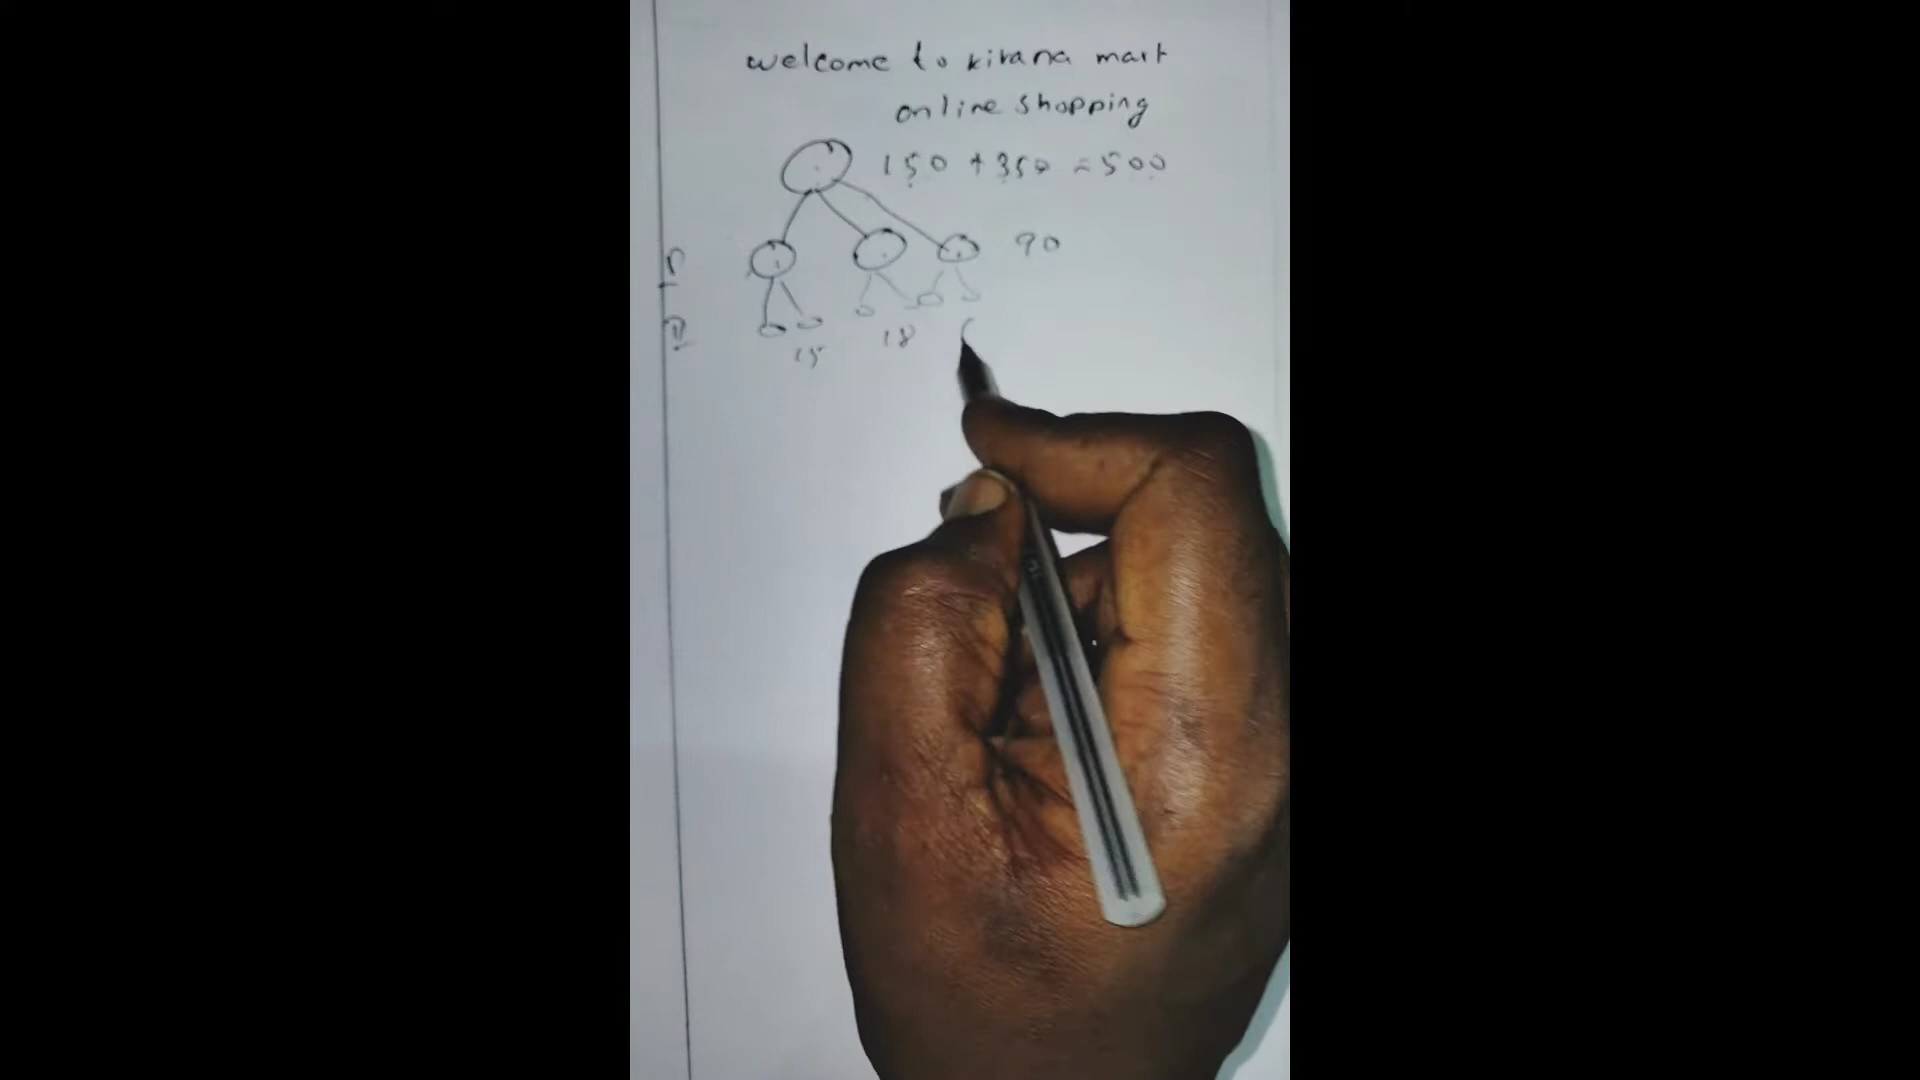 welcome to kirana mart
online shopping
150 + 350 = 500
90
15 18